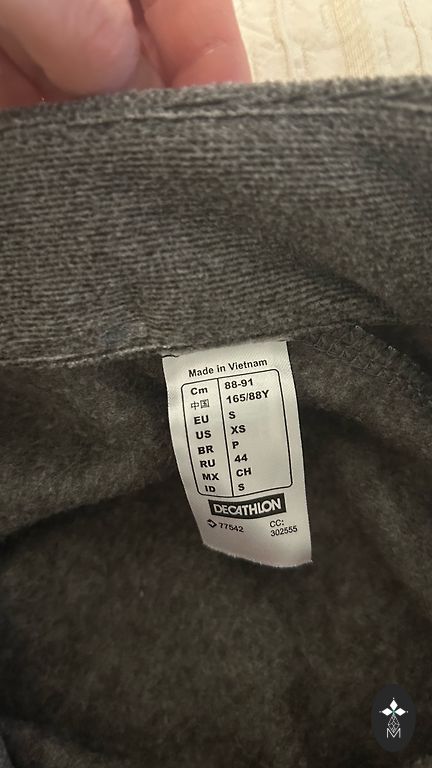 Made in Vietnam
Cm 88-91
中国 165/88Y
EU S
US XS
BR P
RU 44
MX CH
ID S
DECATHLON
77542 CC:
302555
M